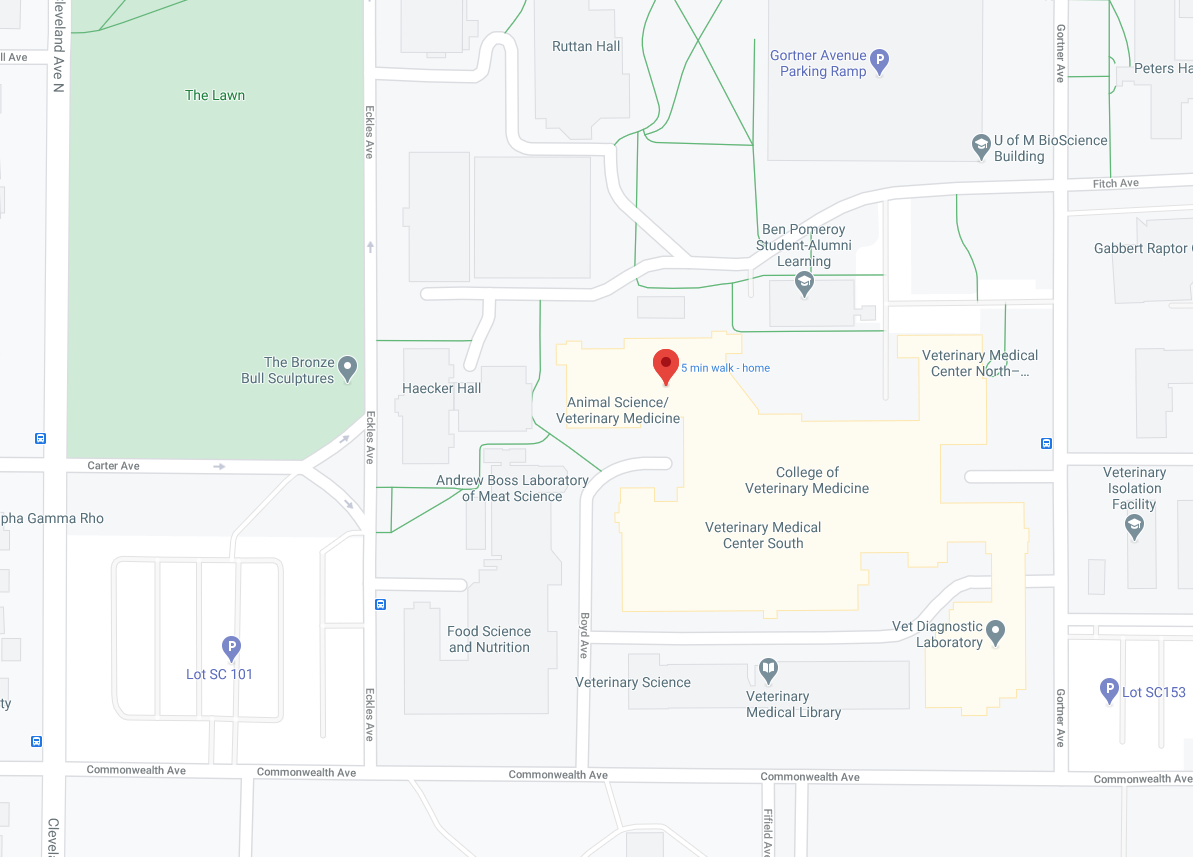 Cleveland Ave N
ll Ave
The Lawn
Eckles Ave
Ruttan Hall
Gortner Avenue
Parking Ramp
P
Gortner Ave
Peters Ha
U of M BioScience
Building
Fitch Ave
Ben Pomeroy
Student-Alumni
Learning
Gabbert Raptor C
The Bronze
Bull Sculptures
Haecker Hall
5 min walk - home
Animal Science/
Veterinary Medicine
Veterinary Medical
Center North–...
Eckles Ave
Carter Ave
Andrew Boss Laboratory
of Meat Science
College of
Veterinary Medicine
Veterinary
Isolation
Facility
pha Gamma Rho
Veterinary Medical
Center South
Boyd Ave
Food Science
and Nutrition
Vet Diagnostic
Laboratory
P
Lot SC 101
Veterinary Science
Veterinary
Medical Library
P
Lot SC153
ty
Eckles Ave
Gortner Ave
Commonwealth Ave
Commonwealth Ave
Commonwealth Ave
Commonwealth Ave
Commonwealth Ave
Clevela
Fifield Ave